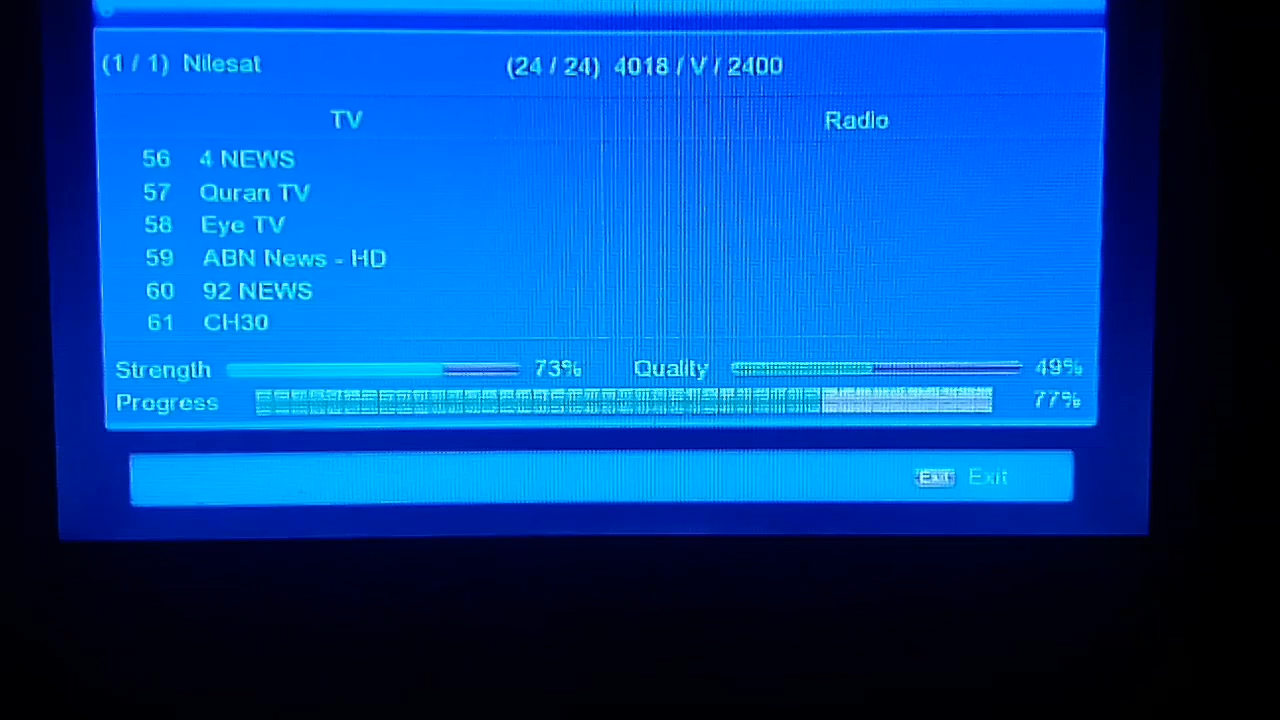 (1 / 1) Nilesat (24 / 24) 4018 / V / 2400
TV Radio
56 4 NEWS
57 Quran TV
58 Eye TV
59 ABN News - HD
60 92 NEWS
61 CH30
Strength 73% Quality 49%
Progress 77%
Exit Exit